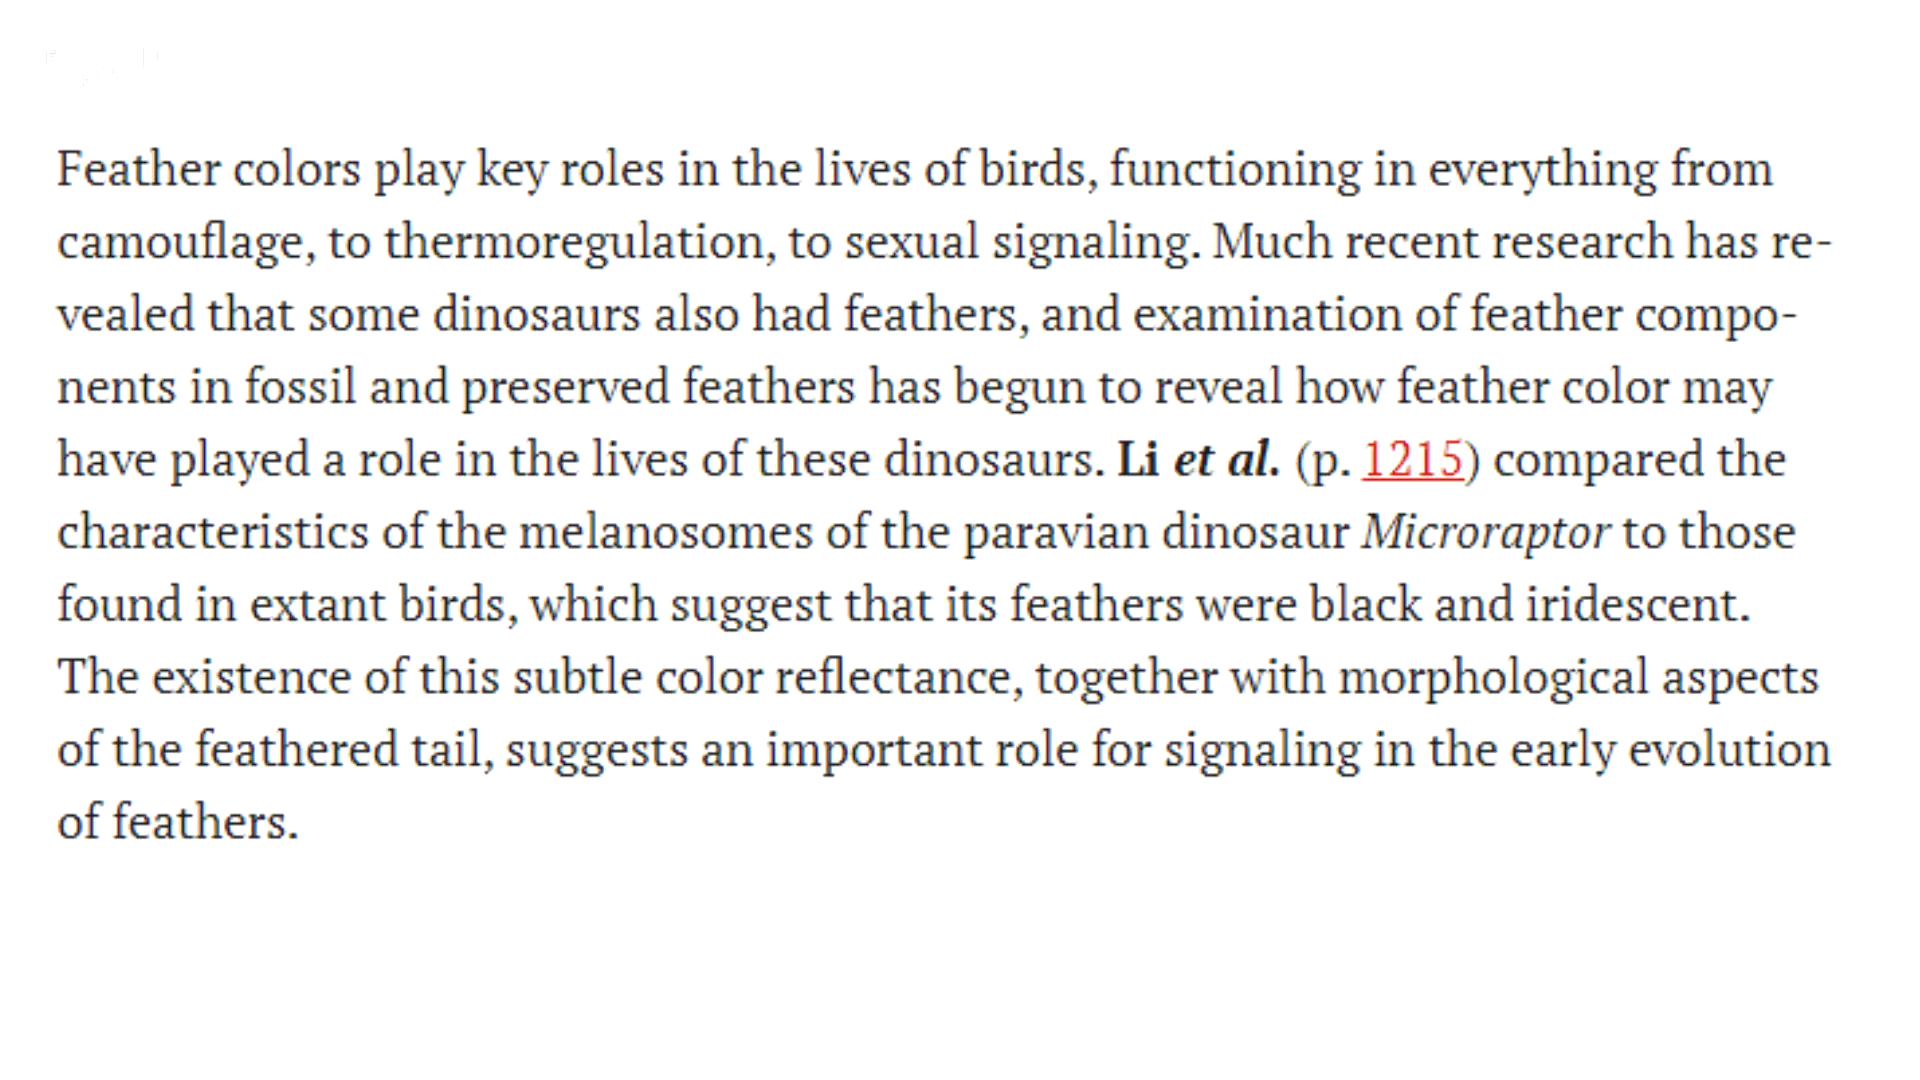 Feather colors play key roles in the lives of birds, functioning in everything from
camouflage, to thermoregulation, to sexual signaling. Much recent research has re-
vealed that some dinosaurs also had feathers, and examination of feather compo-
nents in fossil and preserved feathers has begun to reveal how feather color may
have played a role in the lives of these dinosaurs. Li et al. (p. 1215) compared the
characteristics of the melanosomes of the paravian dinosaur Microraptor to those
found in extant birds, which suggest that its feathers were black and iridescent.
The existence of this subtle color reflectance, together with morphological aspects
of the feathered tail, suggests an important role for signaling in the early evolution
of feathers.